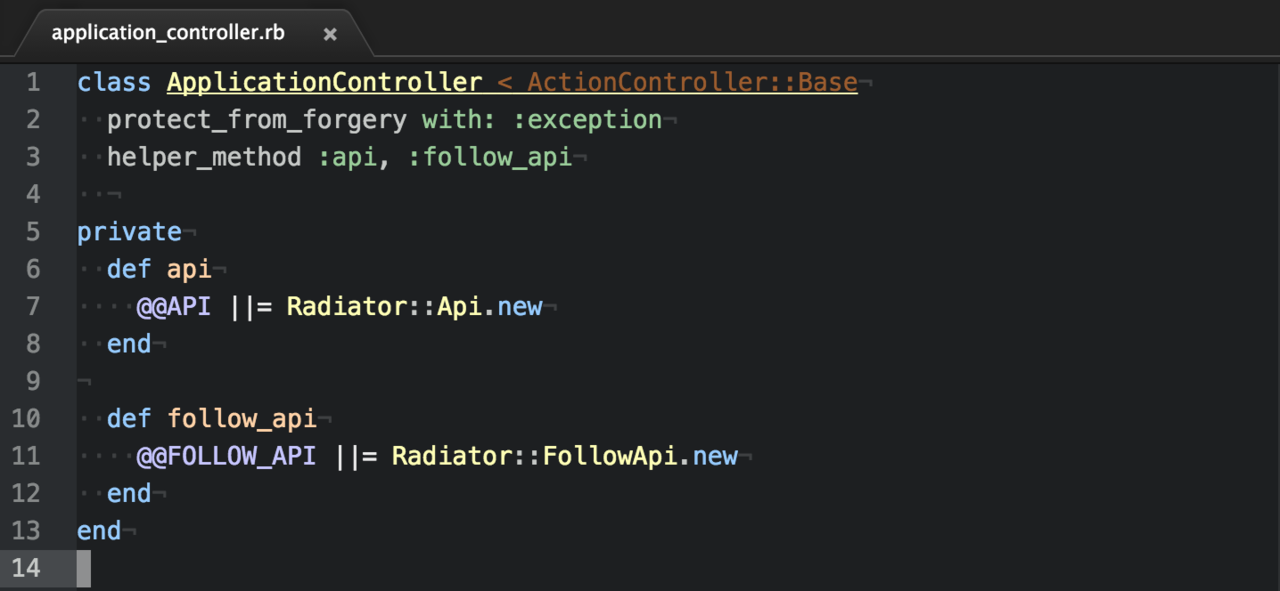 application_controller.rb ×
1 class ApplicationController < ActionController::Base¬
2 ··protect_from_forgery with: :exception¬
3 ··helper_method :api, :follow_api¬
4 ··¬
5 private¬
6 ··def api¬
7 ····@@API ||= Radiator::Api.new¬
8 ··end¬
9 ¬
10 ··def follow_api¬
11 ····@@FOLLOW_API ||= Radiator::FollowApi.new¬
12 ··end¬
13 end¬
14